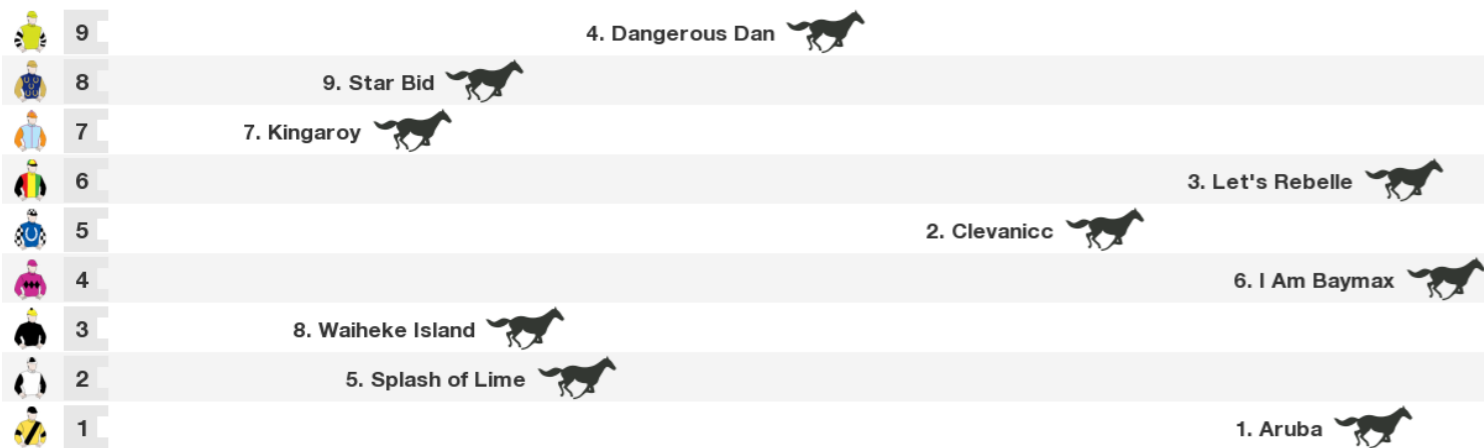 9 4. Dangerous Dan
8 9. Star Bid
7 7. Kingaroy
6 3. Let's Rebelle
5 2. Clevanicc
4 6. I Am Baymax
3 8. Waiheke Island
2 5. Splash of Lime
1 1. Aruba